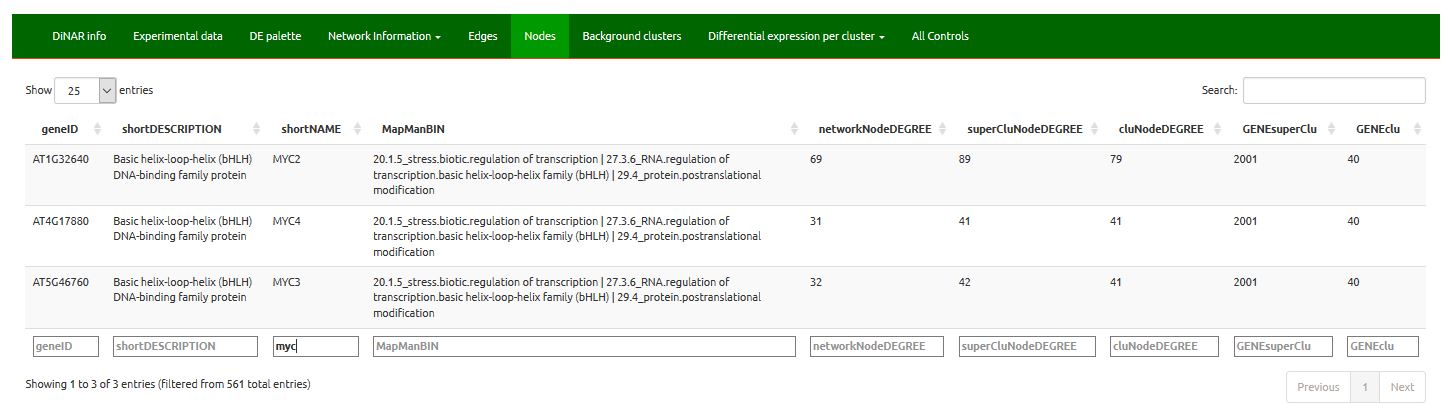 DiNAR info Experimental data DE palette Network Information Edges Nodes Background clusters Differential expression per cluster All Controls
Show 25 entries Search:
geneID shortDESCRIPTION shortNAME MapManBIN networkNodeDEGREE superCluNodeDEGREE cluNodeDEGREE GENEsuperClu GENEclu
AT1G32640 Basic helix-loop-helix (bHLH) MYC2 20.1.5_stress.biotic.regulation of transcription | 27.3.6_RNA.regulation of 69 89 79 2001 40
DNA-binding family protein transcription.basic helix-loop-helix family (bHLH) | 29.4_protein.postranslational
modification
AT4G17880 Basic helix-loop-helix (bHLH) MYC4 20.1.5_stress.biotic.regulation of transcription | 27.3.6_RNA.regulation of 31 41 41 2001 40
DNA-binding family protein transcription.basic helix-loop-helix family (bHLH) | 29.4_protein.postranslational
modification
AT5G46760 Basic helix-loop-helix (bHLH) MYC3 20.1.5_stress.biotic.regulation of transcription | 27.3.6_RNA.regulation of 32 42 41 2001 40
DNA-binding family protein transcription.basic helix-loop-helix family (bHLH) | 29.4_protein.postranslational
modification
geneID shortDESCRIPTION myc MapManBIN networkNodeDEGREE superCluNodeDEGREE cluNodeDEGREE GENEsuperClu GENEclu
Showing 1 to 3 of 3 entries (filtered from 561 total entries) Previous 1 Next